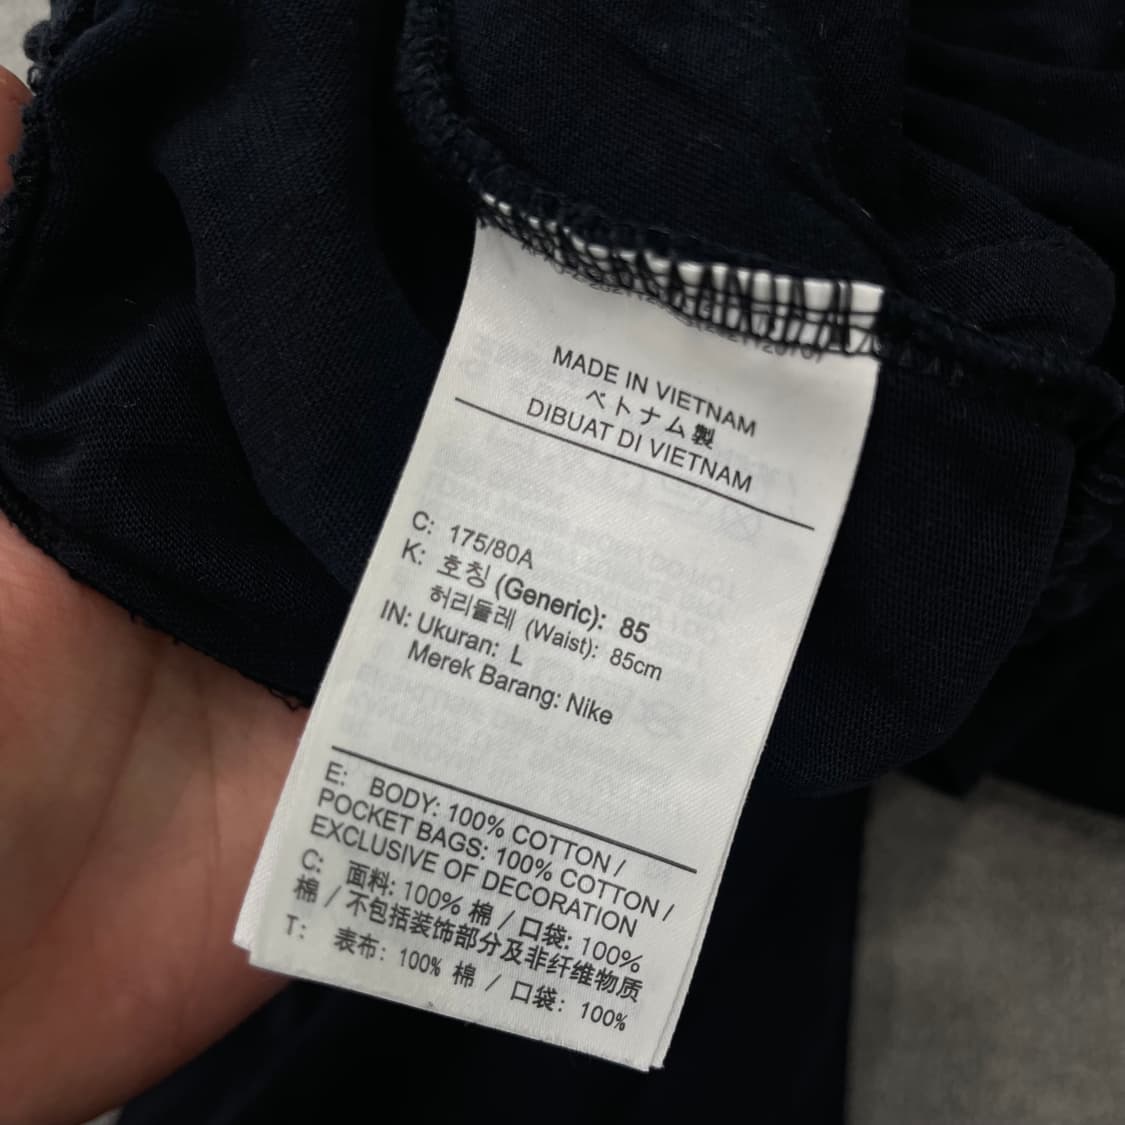 MADE IN VIETNAM
ベトナム製
DIBUAT DI VIETNAM
C: 175/80A
K: 호칭 (Generic): 85
허리둘레 (Waist): 85cm
IN: Ukuran: L
Merek Barang: Nike
E: BODY: 100% COTTON /
POCKET BAGS: 100% COTTON /
EXCLUSIVE OF DECORATION
C: 面料: 100% 棉 / 口袋: 100%
棉 / 不包括装饰部分及非纤维物质
T: 表布: 100% 棉 / 口袋: 100%